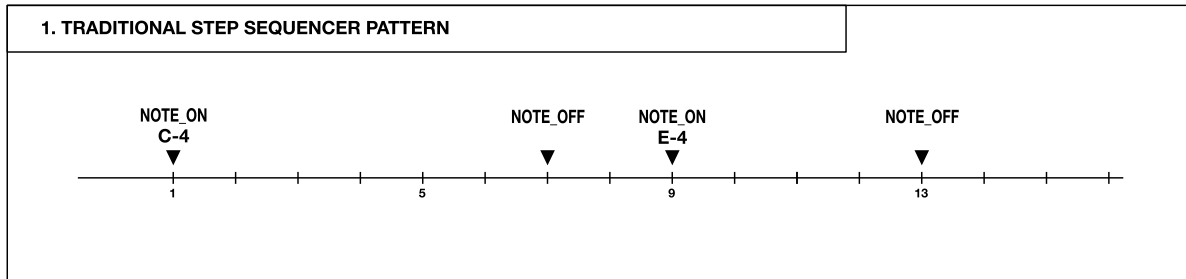 1. TRADITIONAL STEP SEQUENCER PATTERN
NOTE_ON NOTE_OFF NOTE_ON NOTE_OFF
C-4 E-4
1 5 9 13